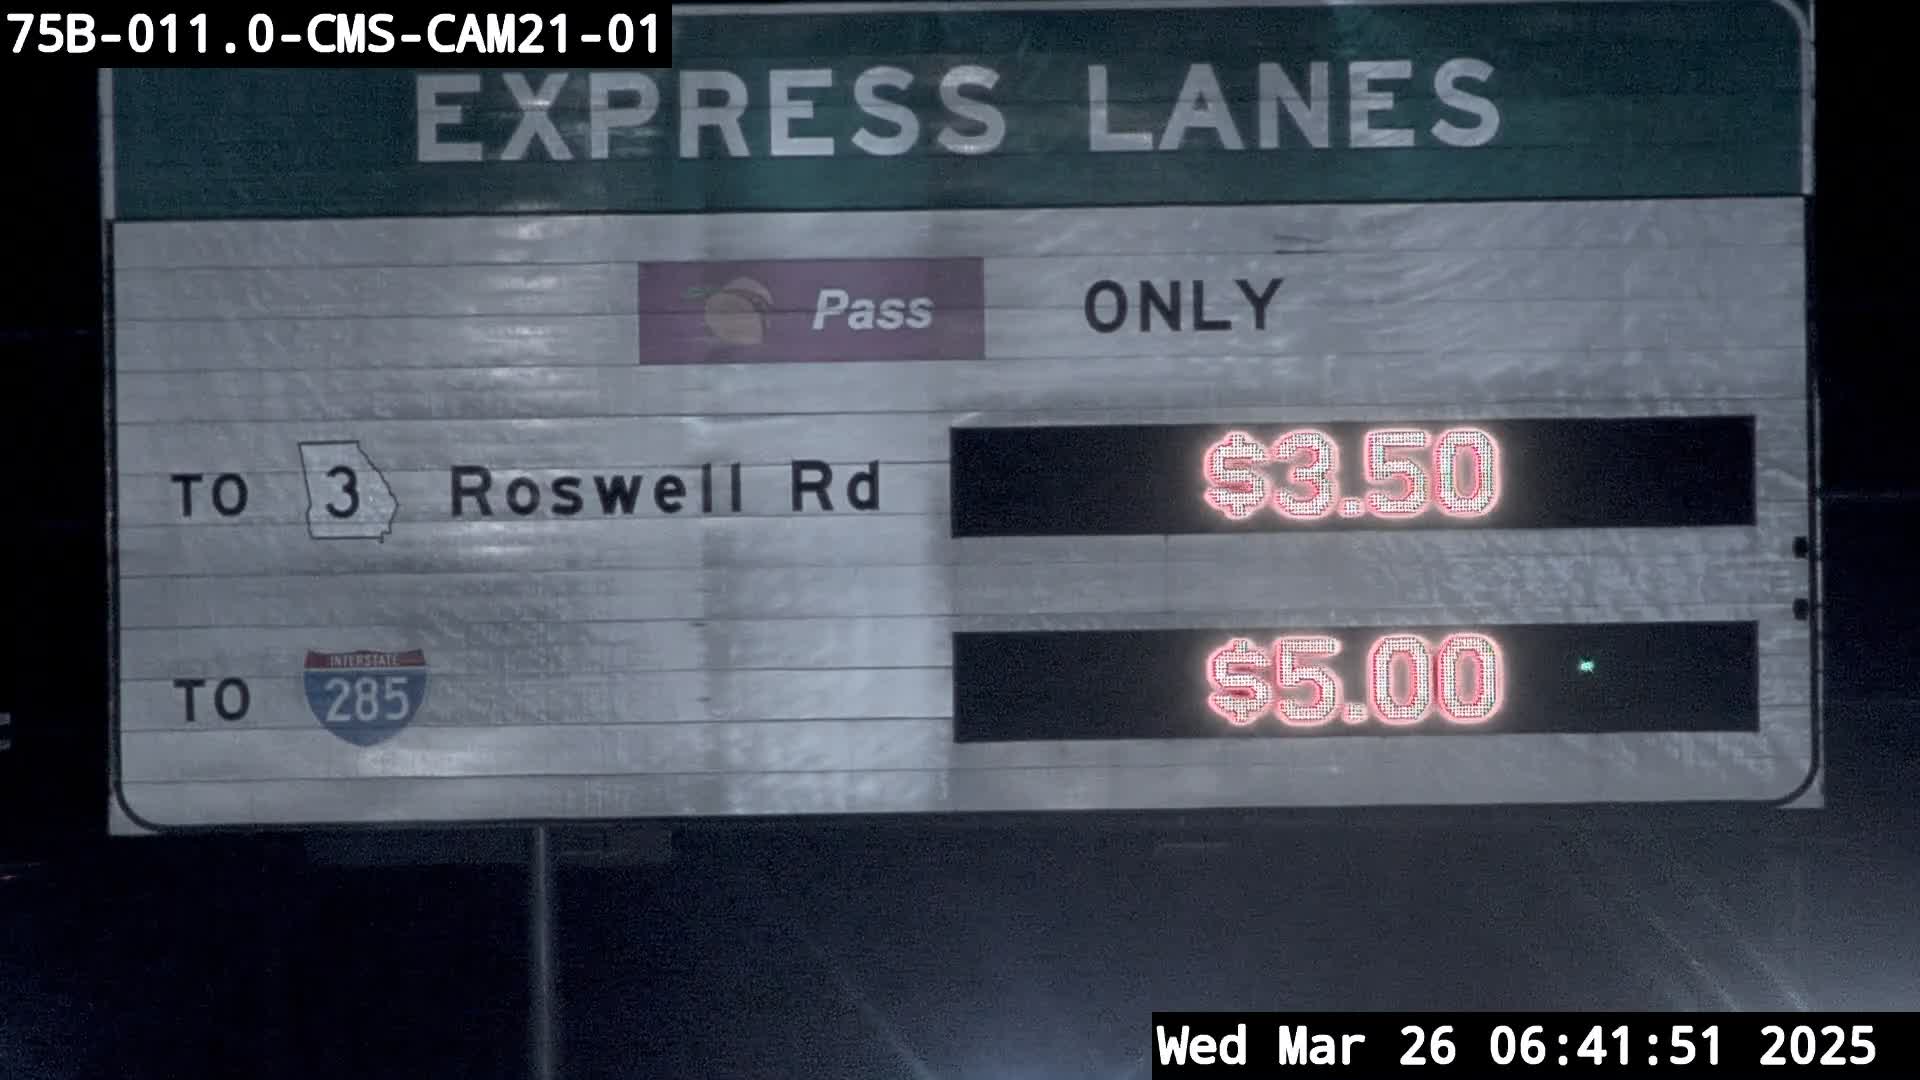 75B-011.0-CMS-CAM21-01
EXPRESS LANES
Pass ONLY
TO 3 Roswell Rd $3.50
TO INTERSTATE 285 $5.00
Wed Mar 26 06:41:51 2025